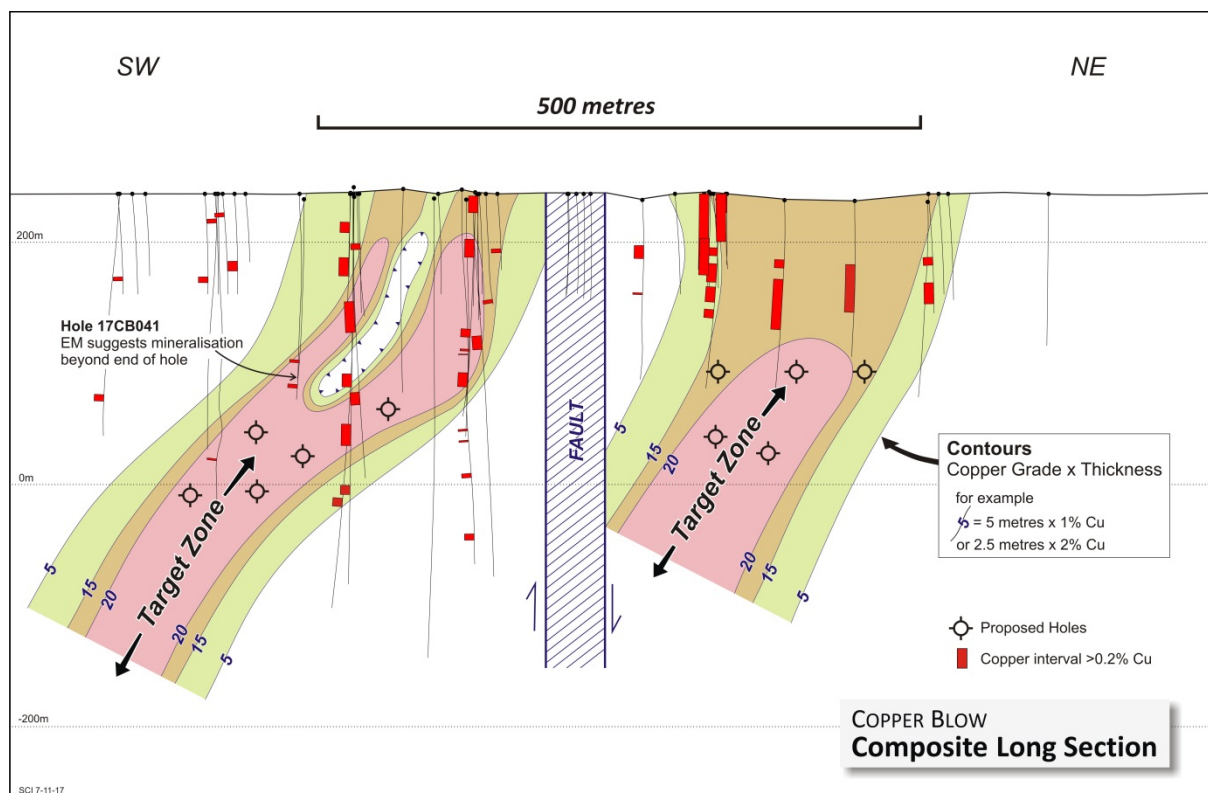 SW
NE
500 metres
200m
Hole 17CB041
EM suggests mineralisation
beyond end of hole
FAULT
5
15
20
Target Zone
Contours
Copper Grade x Thickness
for example
5 = 5 metres x 1% Cu
or 2.5 metres x 2% Cu
0m
5
15
20
Target Zone
20
15
5
20
15
5
Proposed Holes
Copper interval >0.2% Cu
-200m
COPPER BLOW
Composite Long Section
SCI 7-11-17